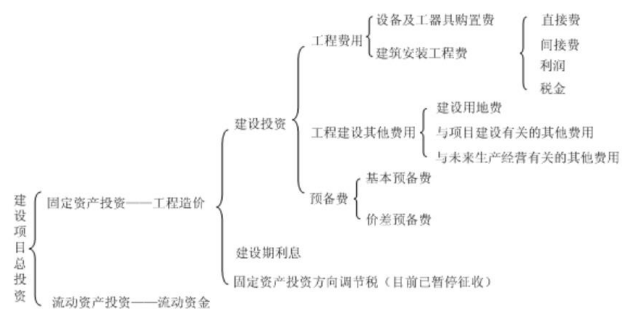 设备及工器具购置费
直接费
工程费用
间接费
建筑安装工程费
利润
税金
建设用地费
建设投资
工程建设其他费用
与项目建设有关的其他费用
与未来生产经营有关的其他费用
基本预备费
预备费
价差预备费
建设项目总投资
固定资产投资——工程造价
建设期利息
固定资产投资方向调节税（目前已暂停征收）
流动资产投资——流动资金